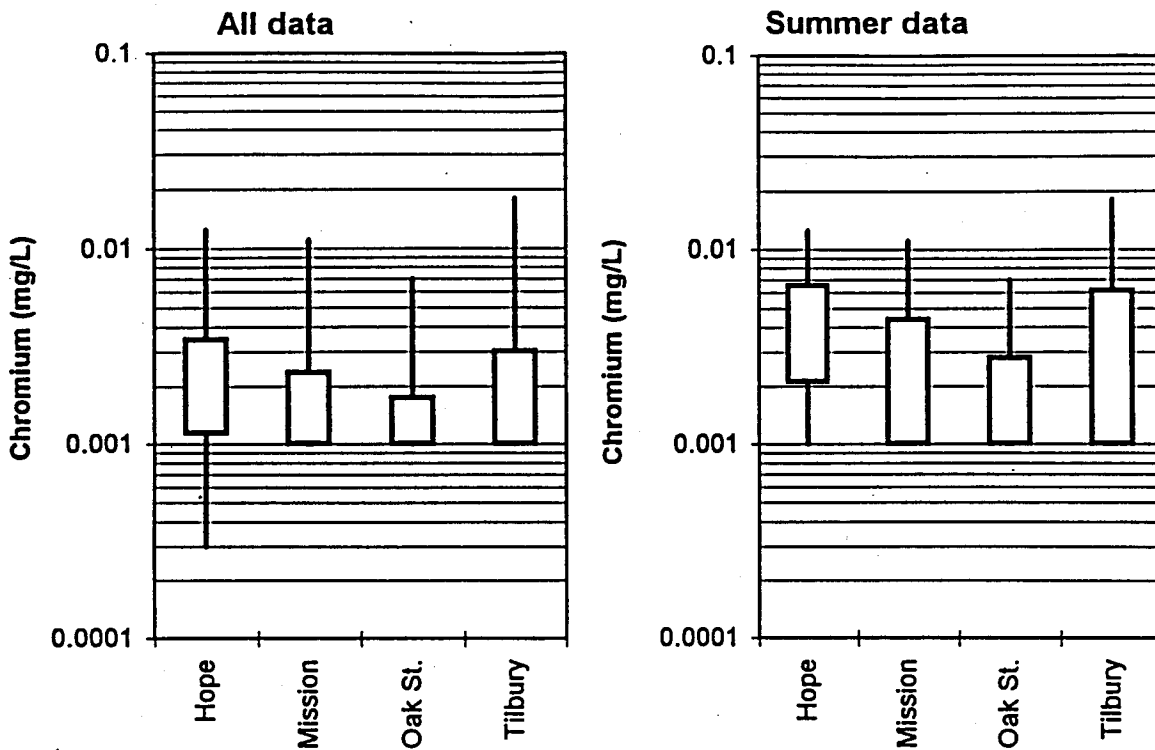 All data
Chromium (mg/L)
0.1
0.01
0.001
0.0001
Hope
Mission
Oak St.
Tilbury
Summer data
Chromium (mg/L)
0.1
0.01
0.001
0.0001
Hope
Mission
Oak St.
Tilbury